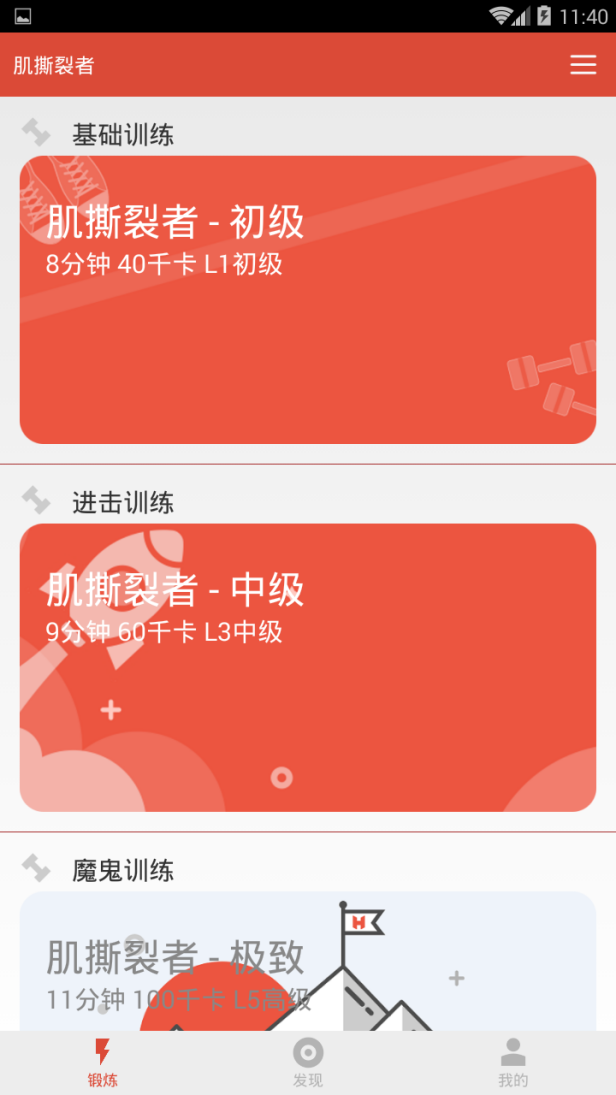 11:40
肌撕裂者
基础训练
肌撕裂者 - 初级
8分钟 40千卡 L1初级
进击训练
肌撕裂者 - 中级
9分钟 60千卡 L3中级
魔鬼训练
H
肌撕裂者 - 极致
11分钟 100千卡 L5高级
锻炼
发现
我的